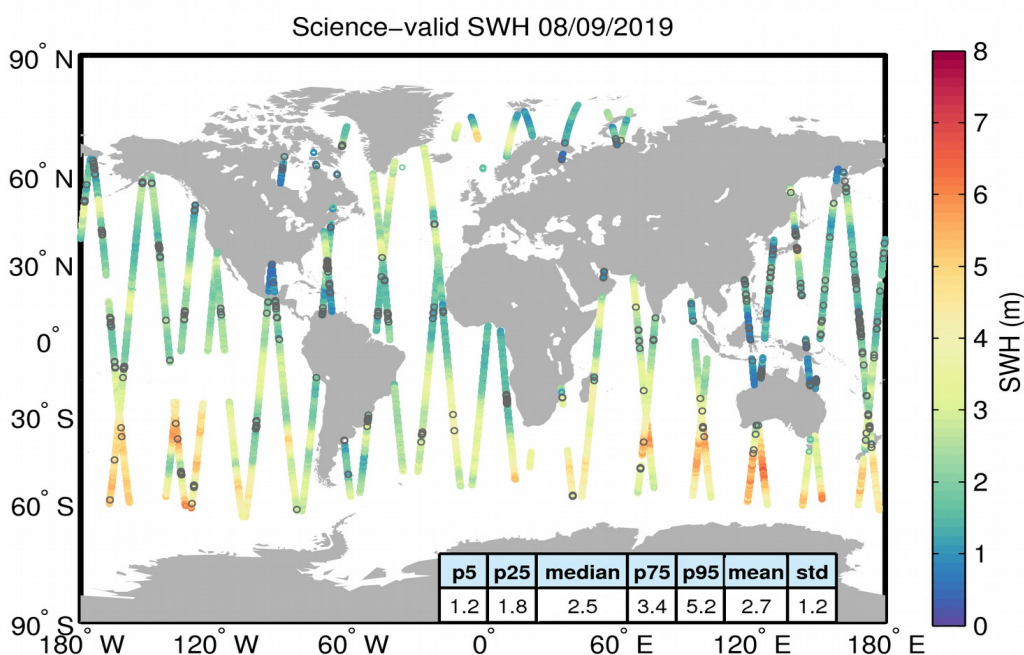 Science−valid SWH 08/09/2019
90° N
60° N
30° N
0°
30° S
60° S
90° S
180° W 120° W 60° W 0° 60° E 120° E 180° E
p5 p25 median p75 p95 mean std
1.2 1.8 2.5 3.4 5.2 2.7 1.2
8
7
6
5
4
3
2
1
0
SWH (m)